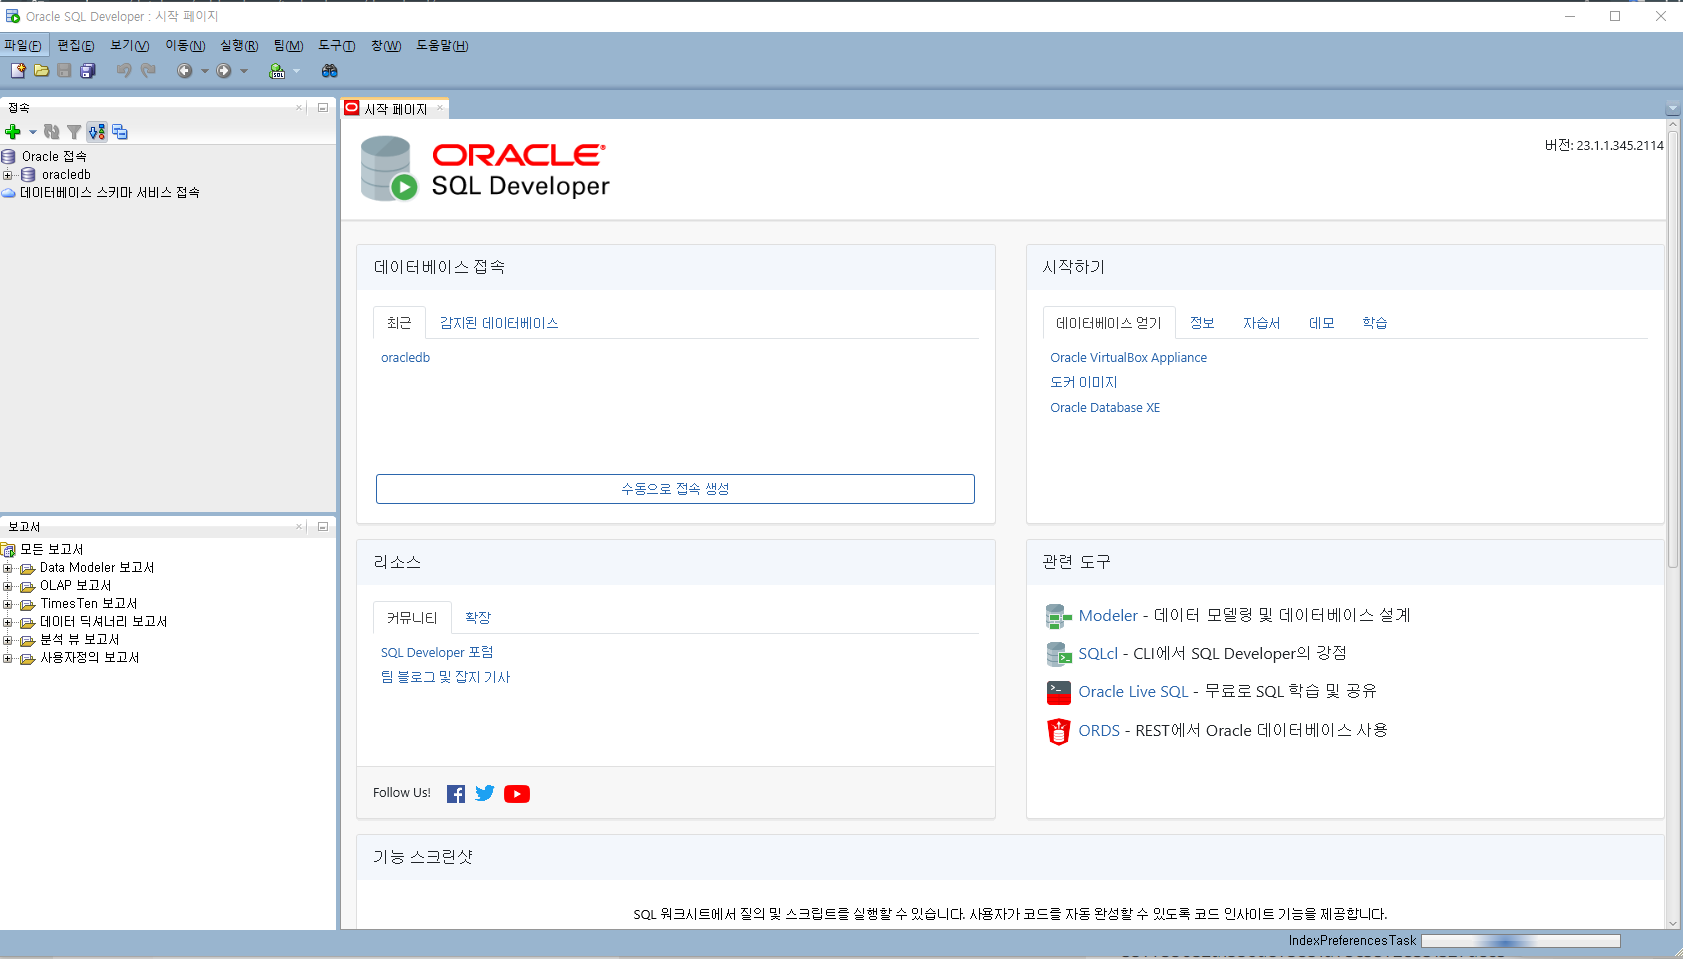 Oracle SQL Developer : 시작 페이지
파일(F) 편집(E) 보기(V) 이동(N) 실행(R) 팀(M) 도구(T) 창(W) 도움말(H)
접속
Oracle 접속
oracledb
데이터베이스 스키마 서비스 접속
보고서
모든 보고서
Data Modeler 보고서
OLAP 보고서
TimesTen 보고서
데이터 딕셔너리 보고서
분석 뷰 보고서
사용자정의 보고서
시작 페이지
ORACLE
SQL Developer
버전: 23.1.1.345.2114
데이터베이스 접속
최근 감지된 데이터베이스
oracledb
수동으로 접속 생성
시작하기
데이터베이스 얻기 정보 자습서 데모 학습
Oracle VirtualBox Appliance
도커 이미지
Oracle Database XE
리소스
커뮤니티 확장
SQL Developer 포럼
팀 블로그 및 잡지 기사
Follow Us!
관련 도구
Modeler - 데이터 모델링 및 데이터베이스 설계
SQLcl - CLI에서 SQL Developer의 강점
Oracle Live SQL - 무료로 SQL 학습 및 공유
ORDS - REST에서 Oracle 데이터베이스 사용
기능 스크린샷
SQL 워크시트에서 질의 및 스크립트를 실행할 수 있습니다. 사용자가 코드를 자동 완성할 수 있도록 코드 인사이트 기능을 제공합니다.
IndexPreferencesTask